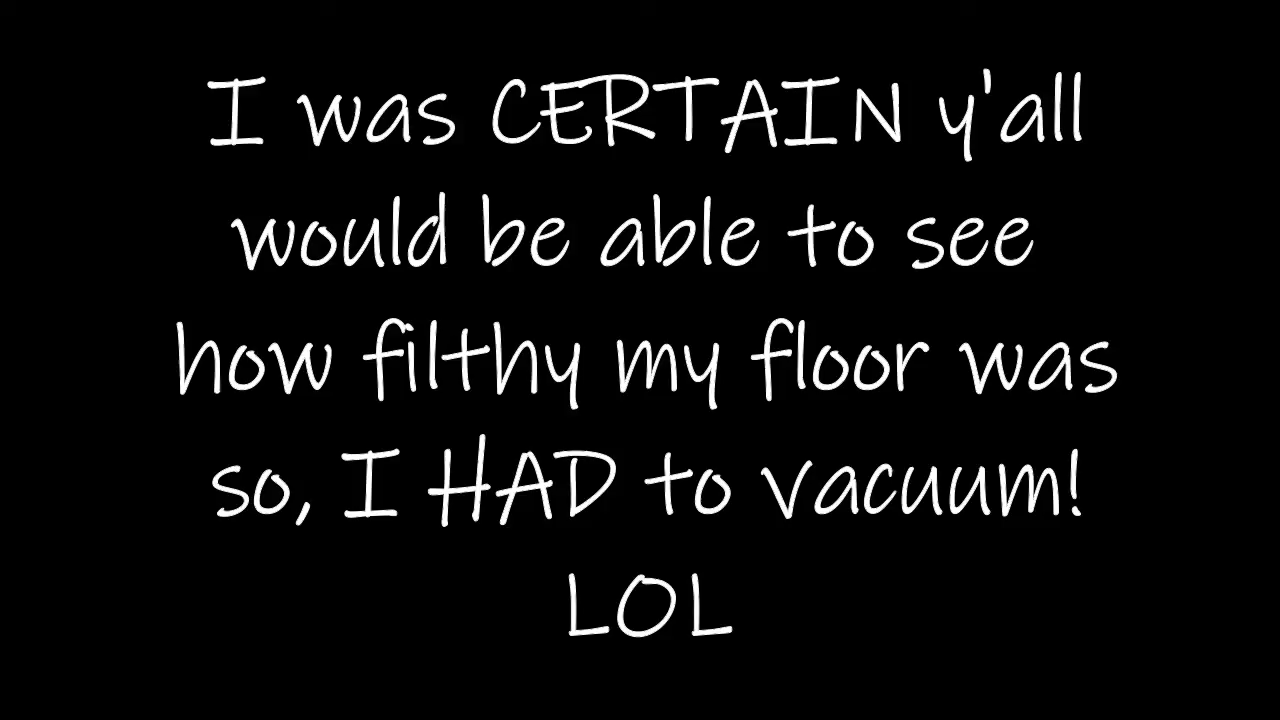 I was CERTAIN y'all
would be able to see
how filthy my floor was
so, I HAD to vacuum!
LOL